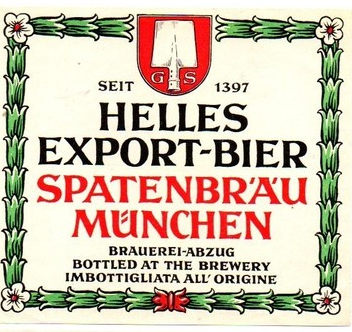 G S
SEIT 1397
HELLES
EXPORT-BIER
SPATENBRÄU
MÜNCHEN
BRAUEREI-ABZUG
BOTTLED AT THE BREWERY
IMBOTTIGLIATA ALL' ORIGINE